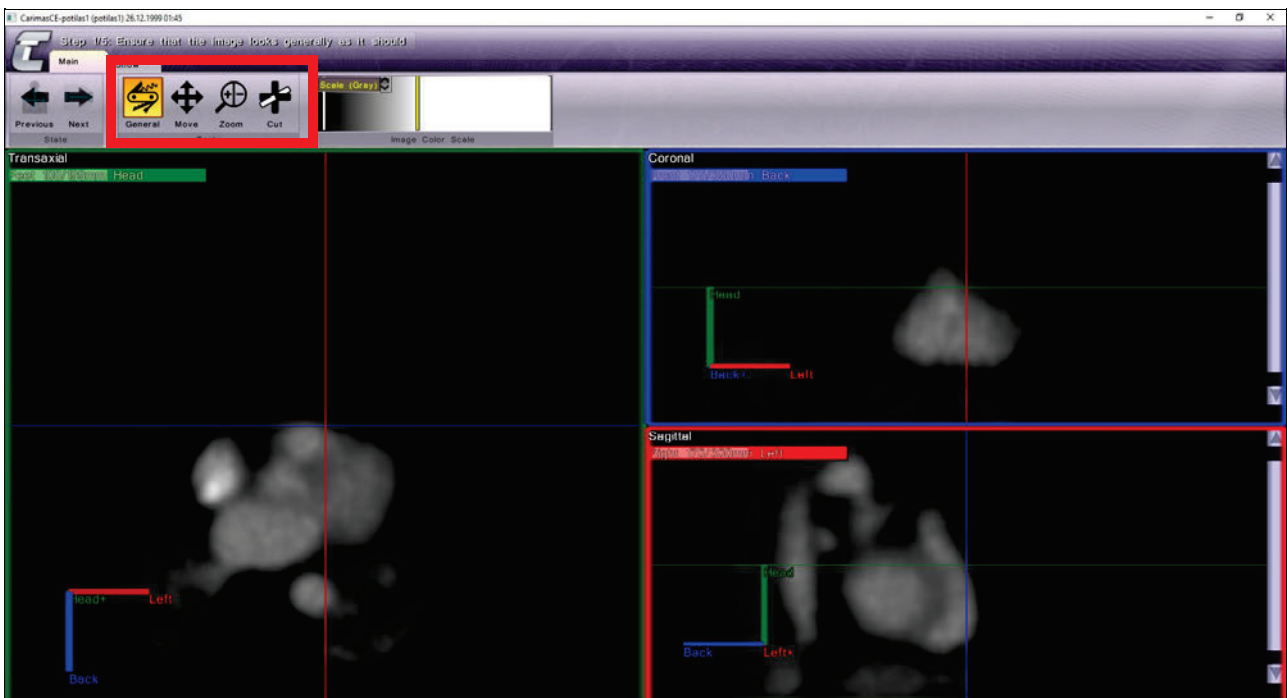 CarimasCE-potilas1 (potilas1) 26.12.1999 01:45
Step 1/5: Ensure that the image looks generally as it should
Main
Previous Next
State
General Move Zoom Cut
Scale (Gray)
Image Color Scale
Transaxial
Head
Head+ Left
Back
Coronal
Back
Head
Left
Sagittal
Left
Head
Back Left+